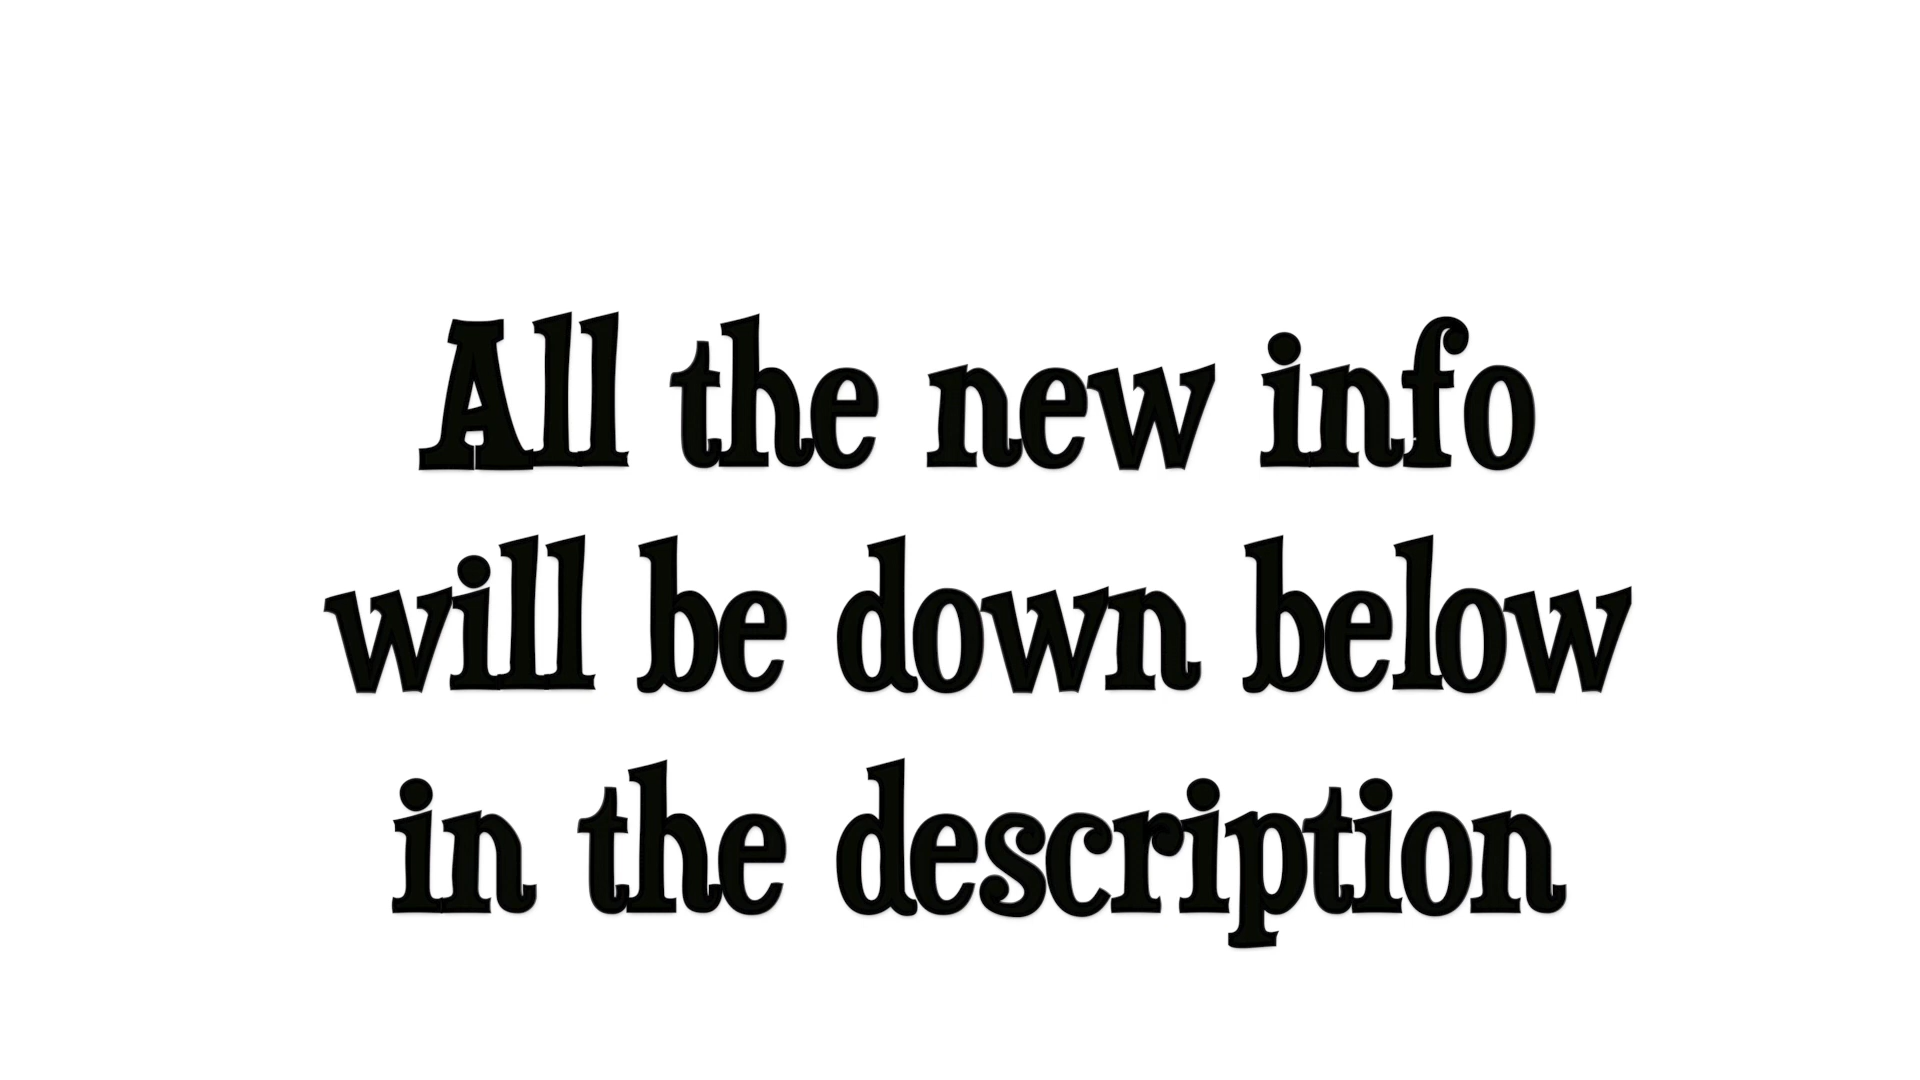 All the new info
will be down below
in the description